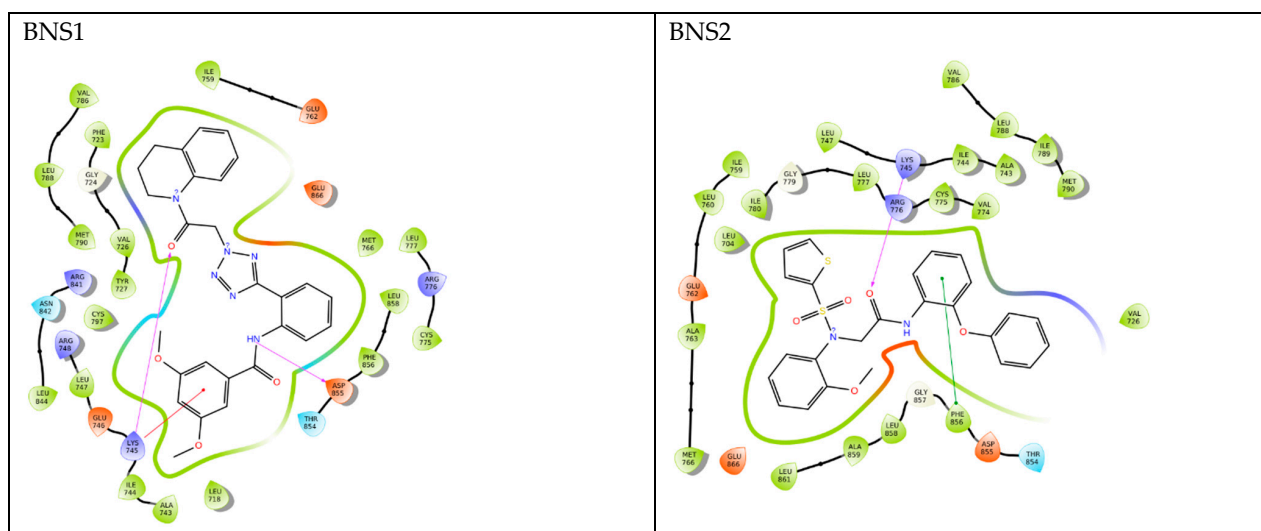 BNS1
ILE
759
GLU
762
VAL
786
PHE
723
GLY
724
LEU
788
GLU
866
MET
790
VAL
726
TYR
727
MET
766
LEU
777
ARG
776
LEU
858
CYS
775
PHE
856
ASP
855
THR
854
ARG
841
ASN
842
CYS
797
ARG
748
LEU
747
LEU
844
GLU
746
LYS
745
ILE
744
ALA
743
LEU
718
N
O
N
N
N
N
N
HN
O
O
O
BNS2
VAL
786
LEU
788
ILE
789
MET
790
LEU
747
LYS
745
ILE
744
ALA
743
ILE
759
LEU
760
GLY
779
ILE
780
LEU
777
ARG
776
CYS
775
VAL
774
LEU
704
GLU
762
ALA
763
VAL
726
S
O
S
O
N
O
NH
O
O
GLY
857
PHE
856
LEU
858
ALA
859
LEU
861
ASP
855
THR
854
MET
766
GLU
866